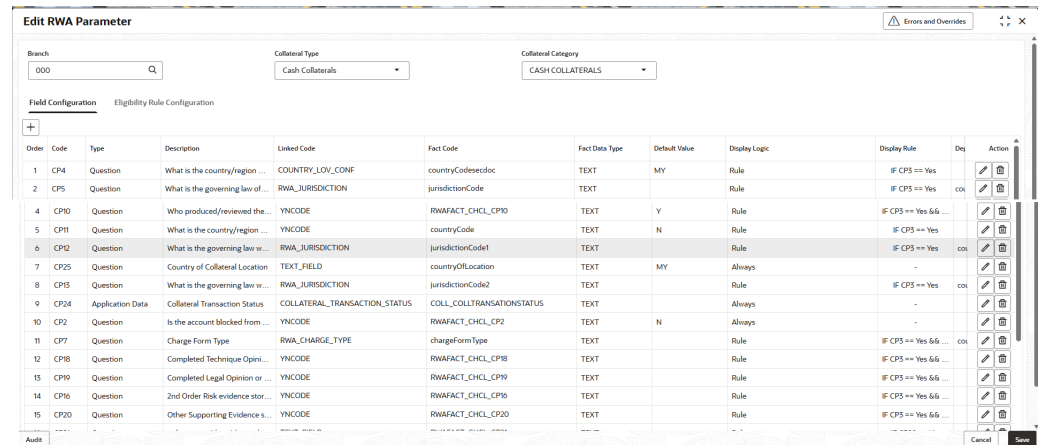 Edit RWA Parameter
Errors and Overrides
Branch Collateral Type Collateral Category
000 Cash Collaterals CASH COLLATERALS
Field Configuration Eligibility Rule Configuration
Order Code Type Description Linked Code Fact Code Fact Data Type Default Value Display Logic Display Rule Dep Action
1 CP4 Question What is the country/region ... COUNTRY_LOV_CONF countryCodesecdoc TEXT MY Rule IF CP3 == Yes
2 CP5 Question What is the governing law of... RWA_JURISDICTION jurisdictionCode TEXT Rule IF CP3 == Yes cou
4 CP10 Question Who produced/reviewed the... YNCODE RWAFACT_CHCL_CP10 TEXT Y Rule IF CP3 == Yes && ...
5 CP11 Question What is the country/region ... YNCODE countryCode TEXT N Rule IF CP3 == Yes
6 CP12 Question What is the governing law w... RWA_JURISDICTION jurisdictionCode1 TEXT Rule IF CP3 == Yes cou
7 CP25 Question Country of Collateral Location TEXT_FIELD countryOfLocation TEXT MY Always -
8 CP13 Question What is the governing law w... RWA_JURISDICTION jurisdictionCode2 TEXT Rule IF CP3 == Yes cou
9 CP24 Application Data Collateral Transaction Status COLLATERAL_TRANSACTION_STATUS COLL_COLLTRANSATIONSTATUS TEXT Always -
10 CP2 Question Is the account blocked from ... YNCODE RWAFACT_CHCL_CP2 TEXT N Always -
11 CP7 Question Charge Form Type RWA_CHARGE_TYPE chargeFormType TEXT Rule IF CP3 == Yes && ... cou
12 CP18 Question Completed Technique Opini... YNCODE RWAFACT_CHCL_CP18 TEXT Rule IF CP3 == Yes && ...
13 CP19 Question Completed Legal Opinion or ... YNCODE RWAFACT_CHCL_CP19 TEXT Rule IF CP3 == Yes && ...
14 CP16 Question 2nd Order Risk evidence stor... YNCODE RWAFACT_CHCL_CP16 TEXT Rule IF CP3 == Yes && ...
15 CP20 Question Other Supporting Evidence s... YNCODE RWAFACT_CHCL_CP20 TEXT Rule IF CP3 == Yes && ...
Audit Cancel Save